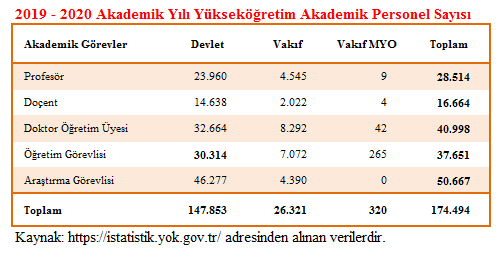 2019 - 2020 Akademik Yılı Yükseköğretim Akademik Personel Sayısı
Akademik Görevler Devlet Vakıf Vakıf MYO Toplam
Profesör 23.960 4.545 9 28.514
Doçent 14.638 2.022 4 16.664
Doktor Öğretim Üyesi 32.664 8.292 42 40.998
Öğretim Görevlisi 30.314 7.072 265 37.651
Araştırma Görevlisi 46.277 4.390 0 50.667
Toplam 147.853 26.321 320 174.494
Kaynak: https://istatistik.yok.gov.tr/ adresinden alınan verilerdir.